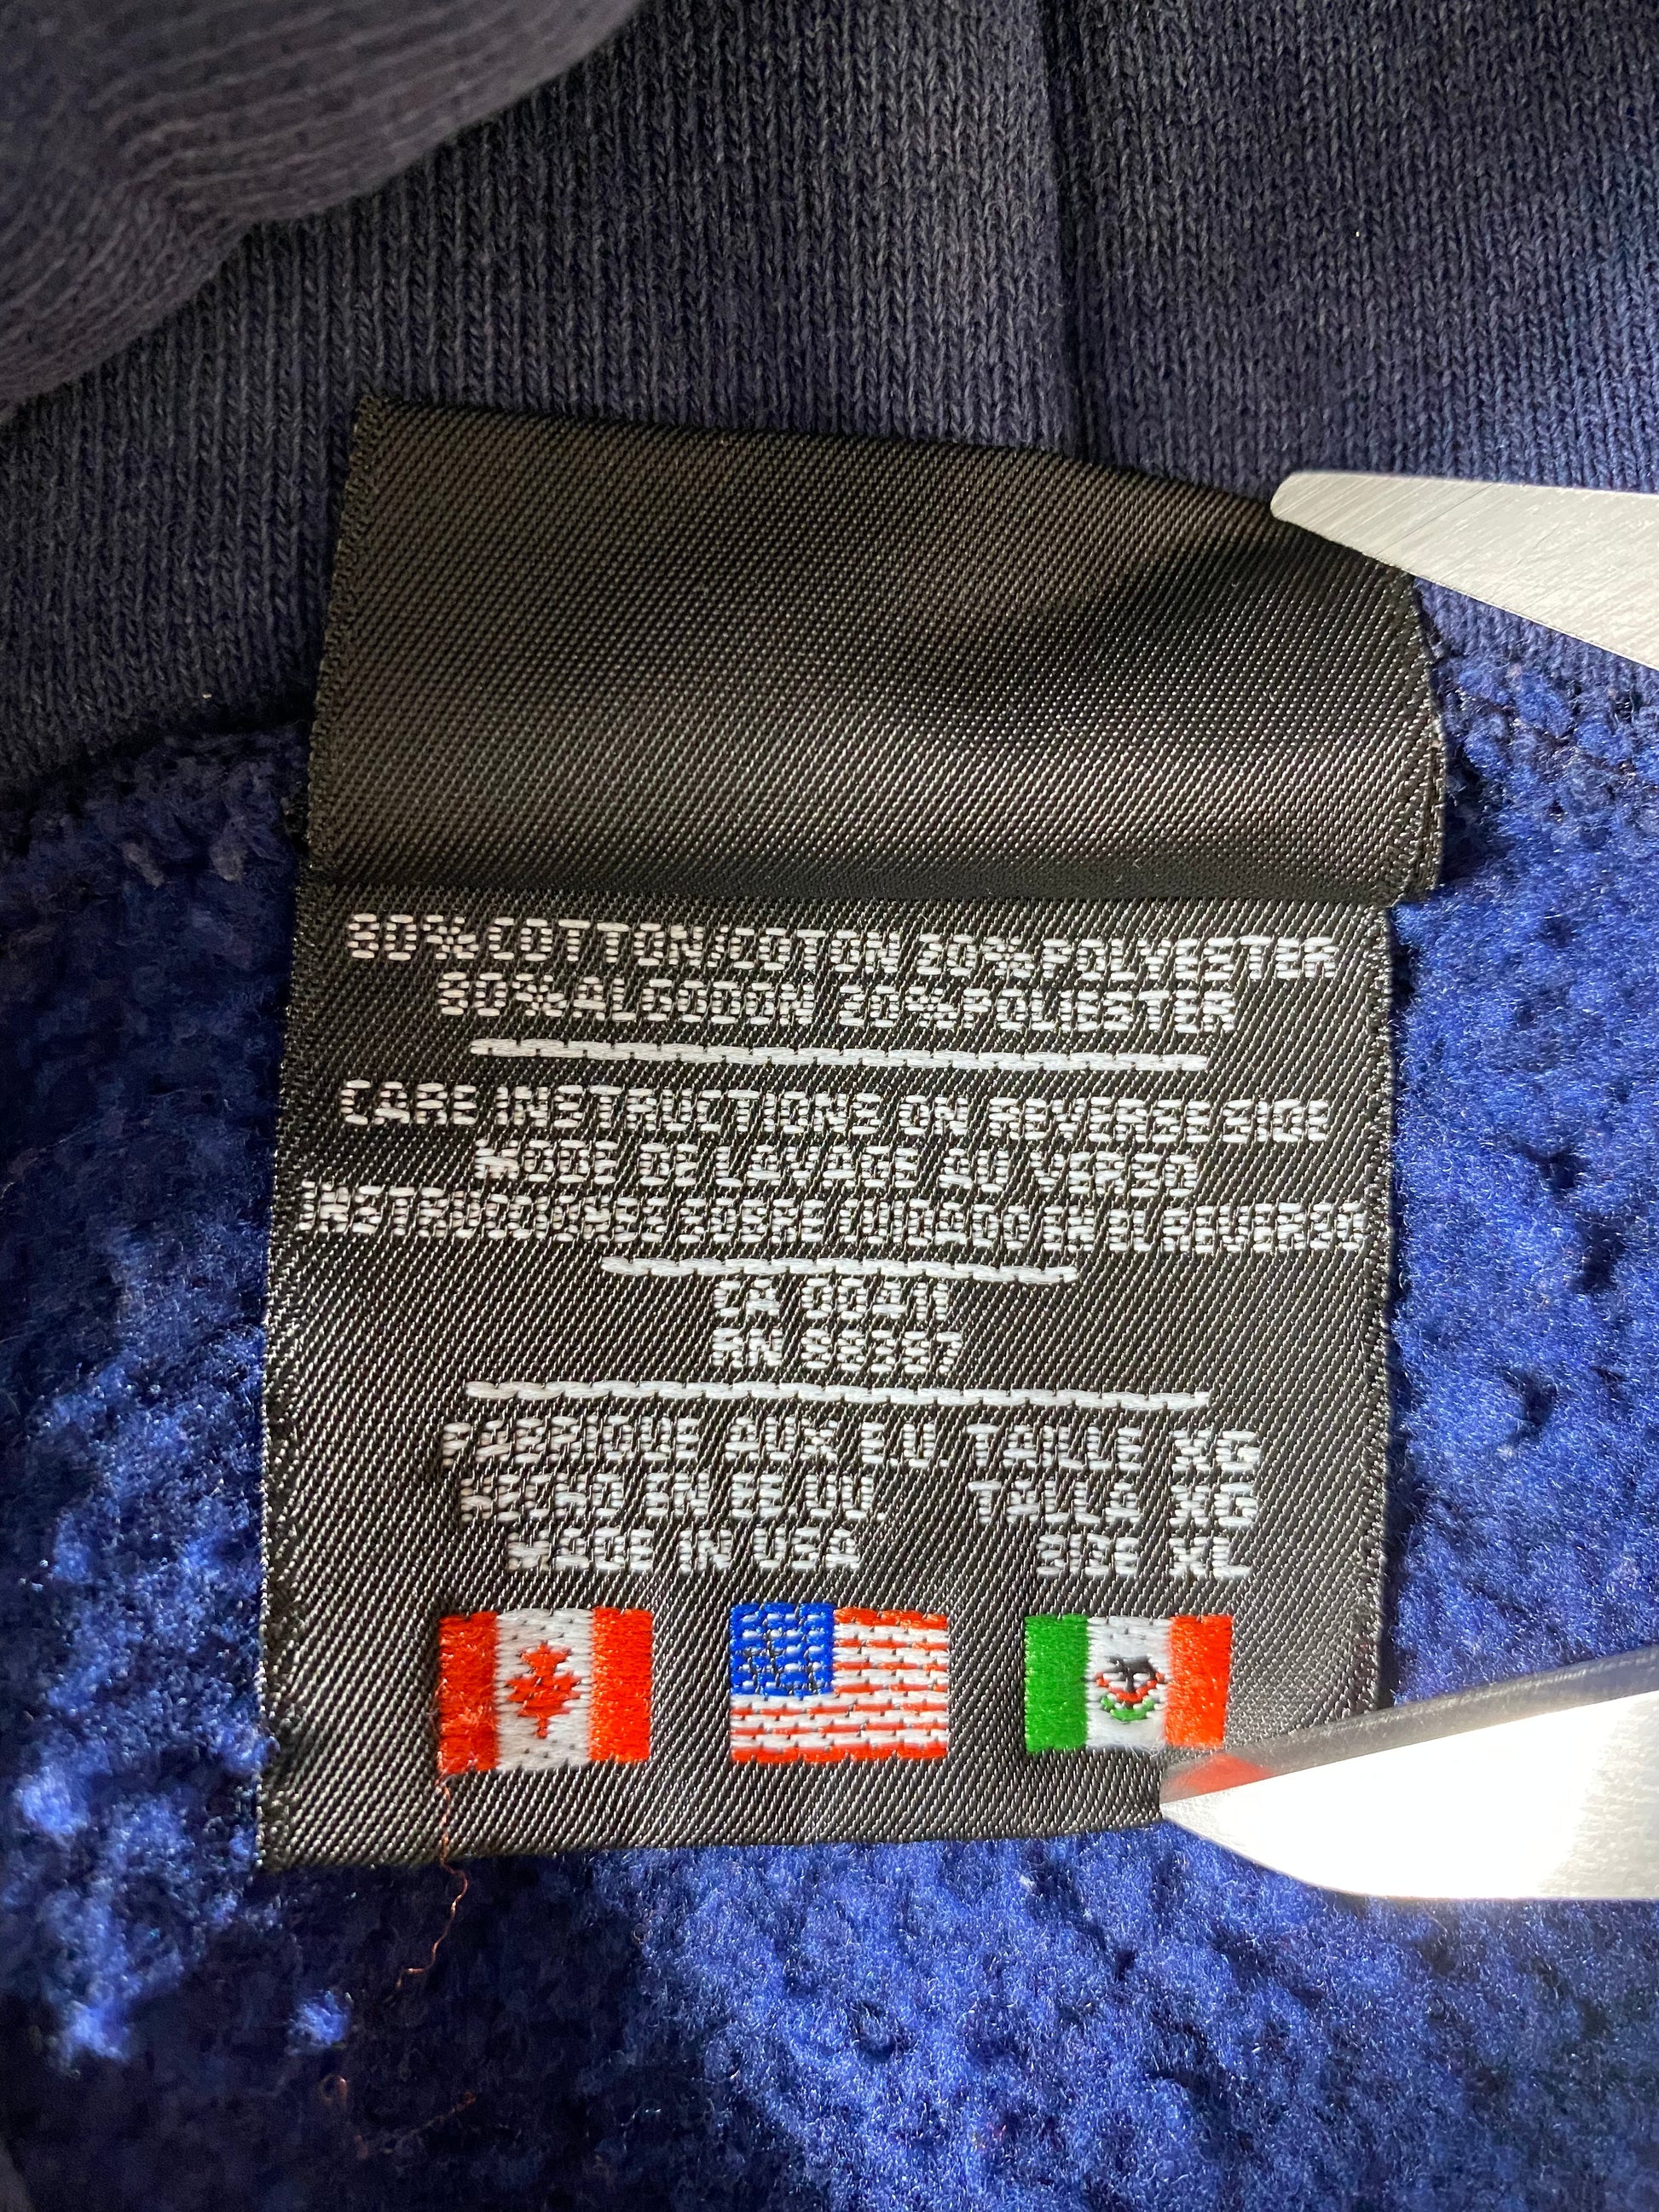 80% COTTON/COTON 20% POLYESTER
80% ALGODON 20% POLIESTER
CARE INSTRUCTIONS ON REVERSE SIDE
MODE DE LAVAGE AU VERSO
INSTRUCCIONES SOBRE CUIDADO EN EL REVERSO
CA 00411
RN
FABRIQUE AUX E.U. TAILLE XG
HECHO EN EE.UU. TALLA XG
MADE IN USA SIZE XL